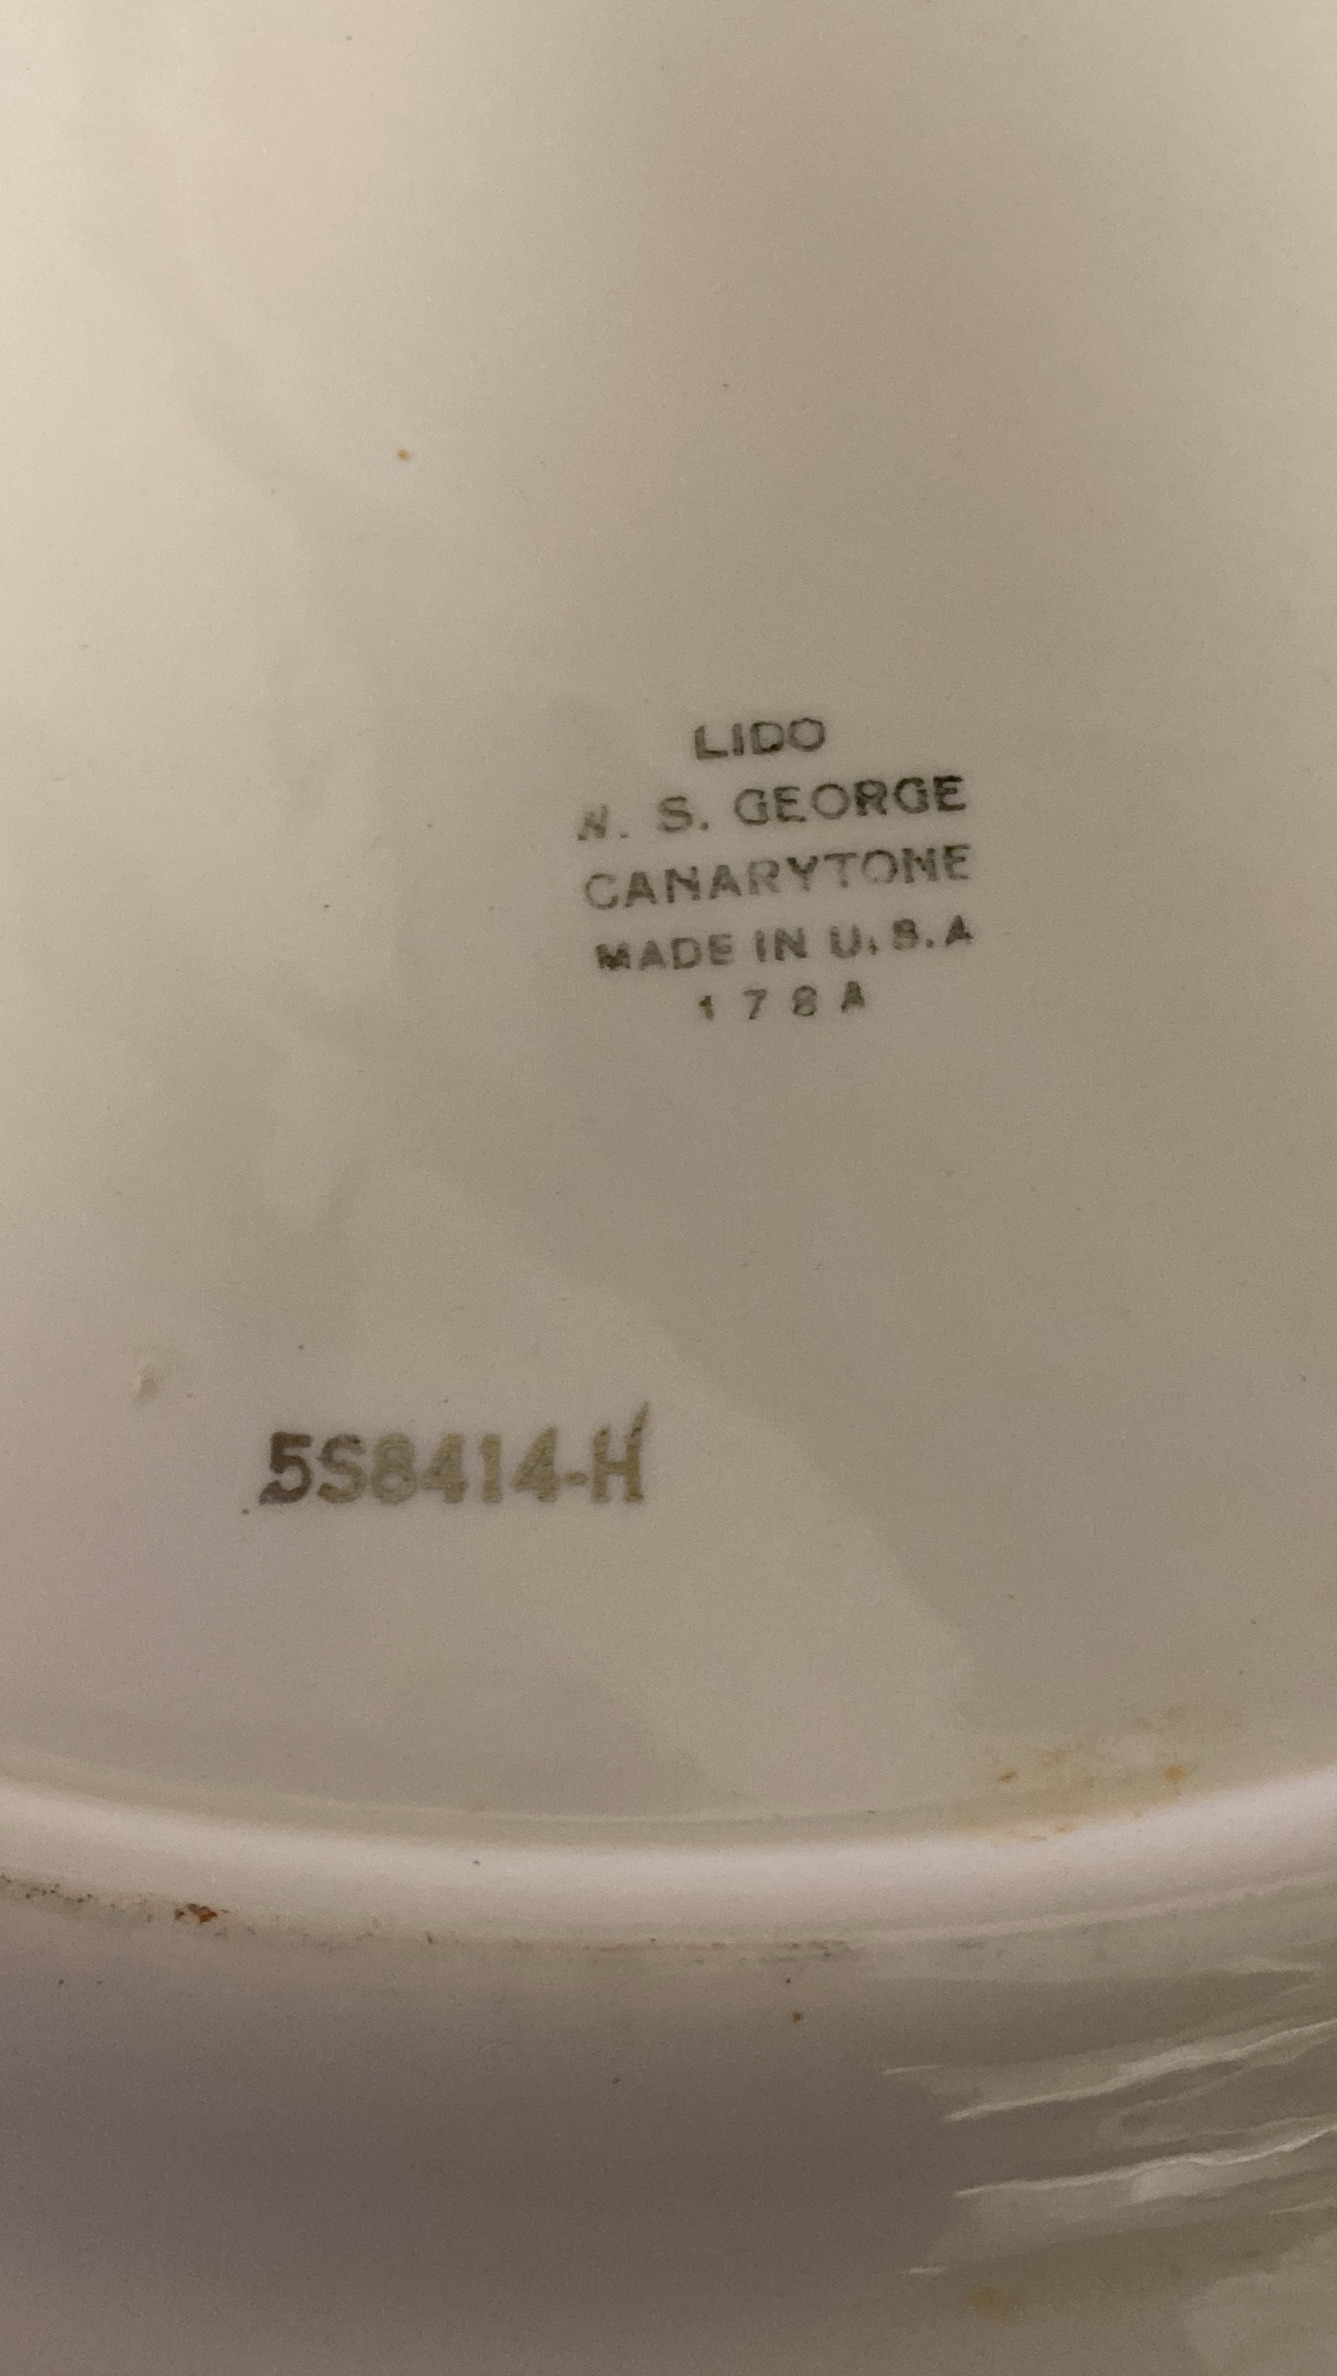 LIDO
W. S. GEORGE
CANARYTONE
MADE IN U.S.A
178A
5S8414-H